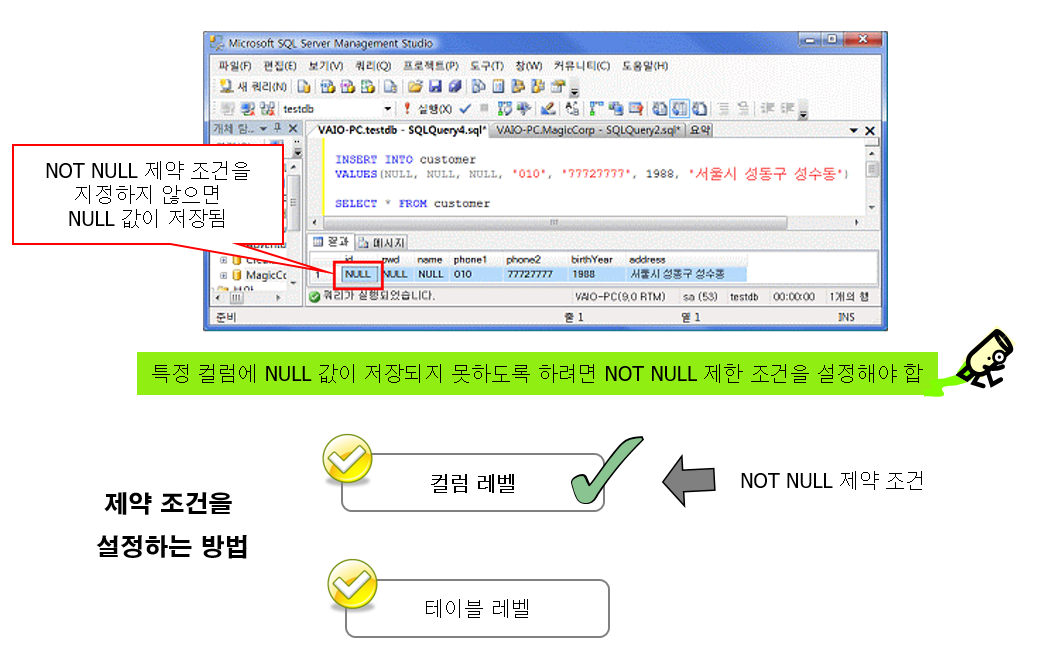 Microsoft SQL Server Management Studio
파일(F) 편집(E) 보기(V) 쿼리(Q) 프로젝트(P) 도구(T) 창(W) 커뮤니티(C) 도움말(H)
새 쿼리(N)
testdb 실행(X)
개체 탐..
VAIO-PC.testdb - SQLQuery4.sql* VAIO-PC.MagicCorp - SQLQuery2.sql* 요약
NOT NULL 제약 조건을
지정하지 않으면
NULL 값이 저장됨
INSERT INTO customer
VALUES(NULL, NULL, NULL, "010", "77727777", 1988, "서울시 성동구 성수동")
SELECT * FROM customer
결과 메시지
id pwd name phone1 phone2 birthYear address
1 NULL NULL NULL 010 77727777 1988 서울시 성동구 성수동
MagicCo
보안
쿼리가 실행되었습니다. VAIO-PC(9,0 RTM) sa (53) testdb 00:00:00 1개의 행
준비 줄 1 열 1 INS
특정 컬럼에 NULL 값이 저장되지 못하도록 하려면 NOT NULL 제한 조건을 설정해야 합
제약 조건을
설정하는 방법
컬럼 레벨
NOT NULL 제약 조건
테이블 레벨